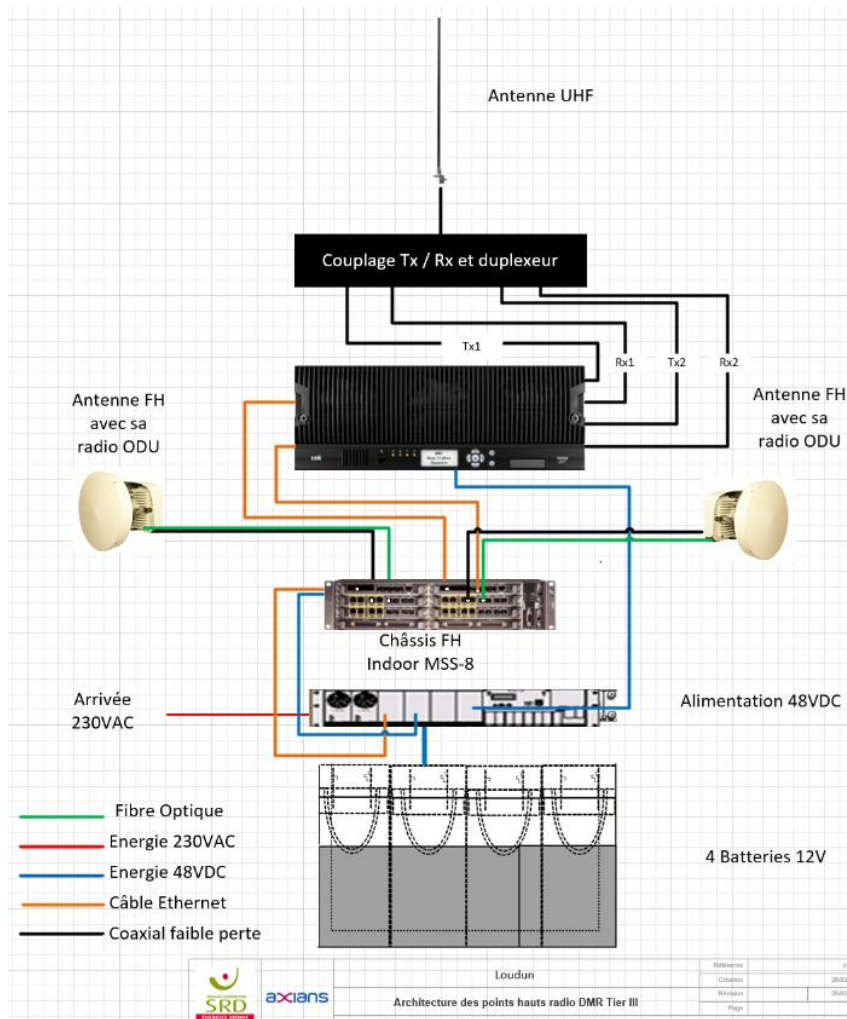 Antenne UHF
Couplage Tx / Rx et duplexeur
Tx1
Rx1
Tx2
Rx2
Antenne FH
avec sa
radio ODU
Antenne FH
avec sa
radio ODU
Châssis FH
Indoor MSS-8
Arrivée
230VAC
Alimentation 48VDC
Fibre Optique
Energie 230VAC
Energie 48VDC
Câble Ethernet
Coaxial faible perte
4 Batteries 12V
SRD
axians
Loudun
Architecture des points hauts radio DMR Tier III
Référence
Création
Révision
Page